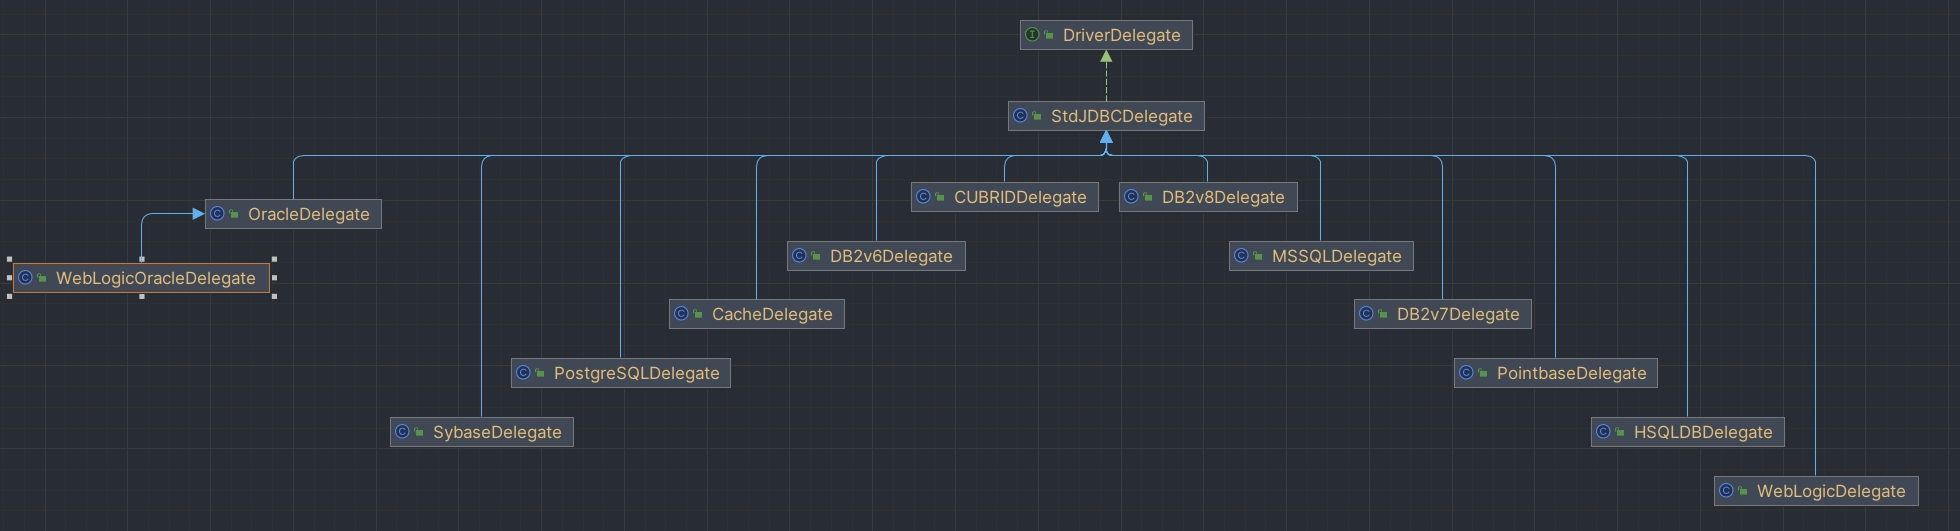 DriverDelegate
StdJDBCDelegate
CUBRIDDelegate
DB2v8Delegate
OracleDelegate
DB2v6Delegate
MSSQLDelegate
WebLogicOracleDelegate
CacheDelegate
DB2v7Delegate
PostgreSQLDelegate
PointbaseDelegate
SybaseDelegate
HSQLDBDelegate
WebLogicDelegate